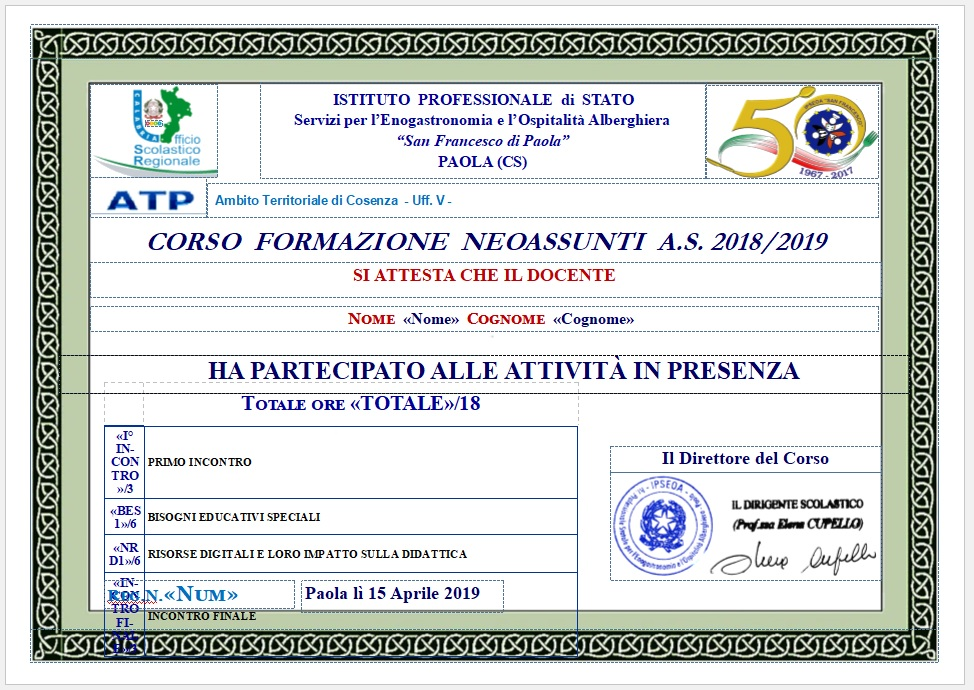 CALABRIA
Ufficio
Scolastico
Regionale
ISTITUTO PROFESSIONALE di STATO
Servizi per l'Enogastronomia e l'Ospitalità Alberghiera
“San Francesco di Paola”
PAOLA (CS)
IPSEOA "SAN FRANCESCO"
50
1967 - 2017
ATP
Ambito Territoriale di Cosenza - Uff. V -
CORSO FORMAZIONE NEOASSUNTI A.S. 2018/2019
SI ATTESTA CHE IL DOCENTE
NOME «Nome» COGNOME «Cognome»
HA PARTECIPATO ALLE ATTIVITÀ IN PRESENZA
TOTALE ORE «TOTALE»/18
«I°
IN-
CON
TRO
»/3
PRIMO INCONTRO
«BES
1»/6
BISOGNI EDUCATIVI SPECIALI
«NR
D1»/6
RISORSE DIGITALI E LORO IMPATTO SULLA DIDATTICA
«IN-
CON
TRO
FI-
INCONTRO FINALE
N.«NUM»
Paola lì 15 Aprile 2019
Il Direttore del Corso
IPSEOA
IL DIRIGENTE SCOLASTICO
(Prof.ssa Elena CUPELLO)